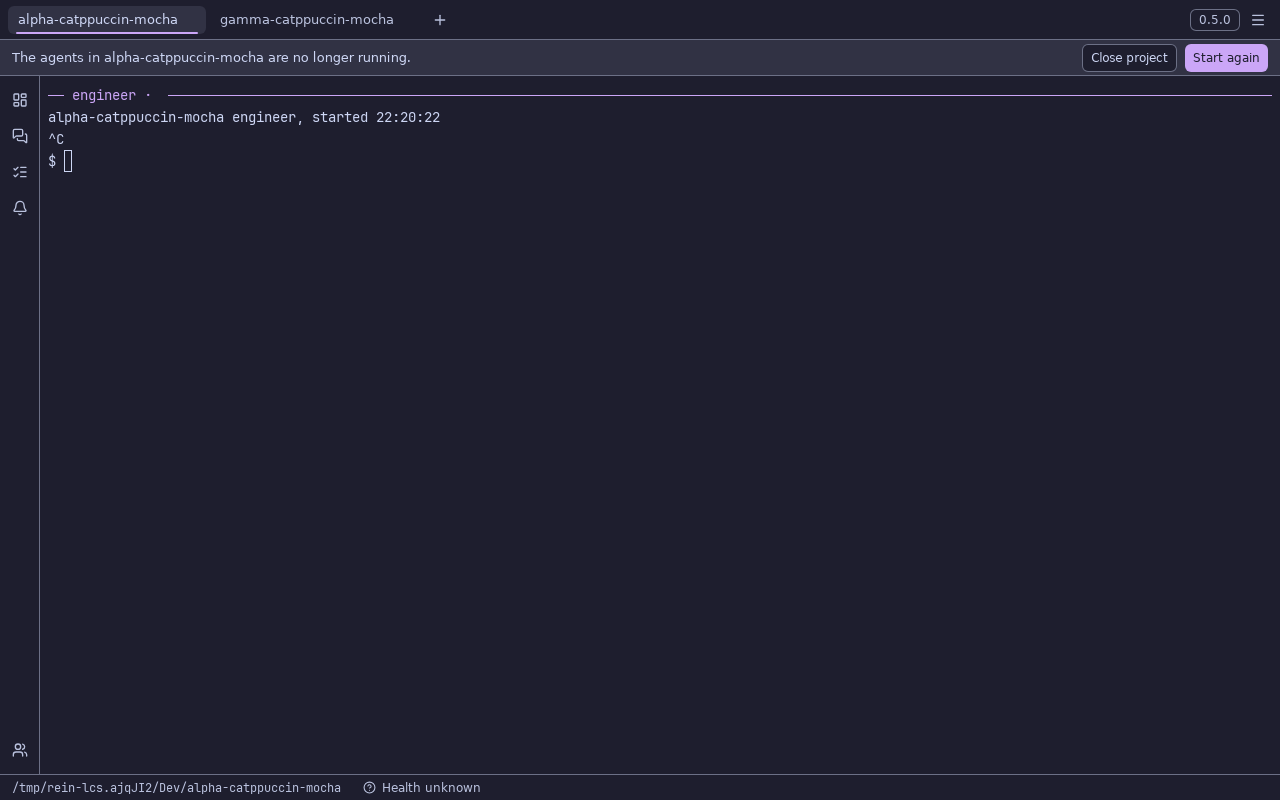 alpha-catppuccin-mocha gamma-catppuccin-mocha + 0.5.0
The agents in alpha-catppuccin-mocha are no longer running. Close project Start again
engineer ·
alpha-catppuccin-mocha engineer, started 22:20:22
^C
$
/tmp/rein-lcs.ajqJI2/Dev/alpha-catppuccin-mocha Health unknown